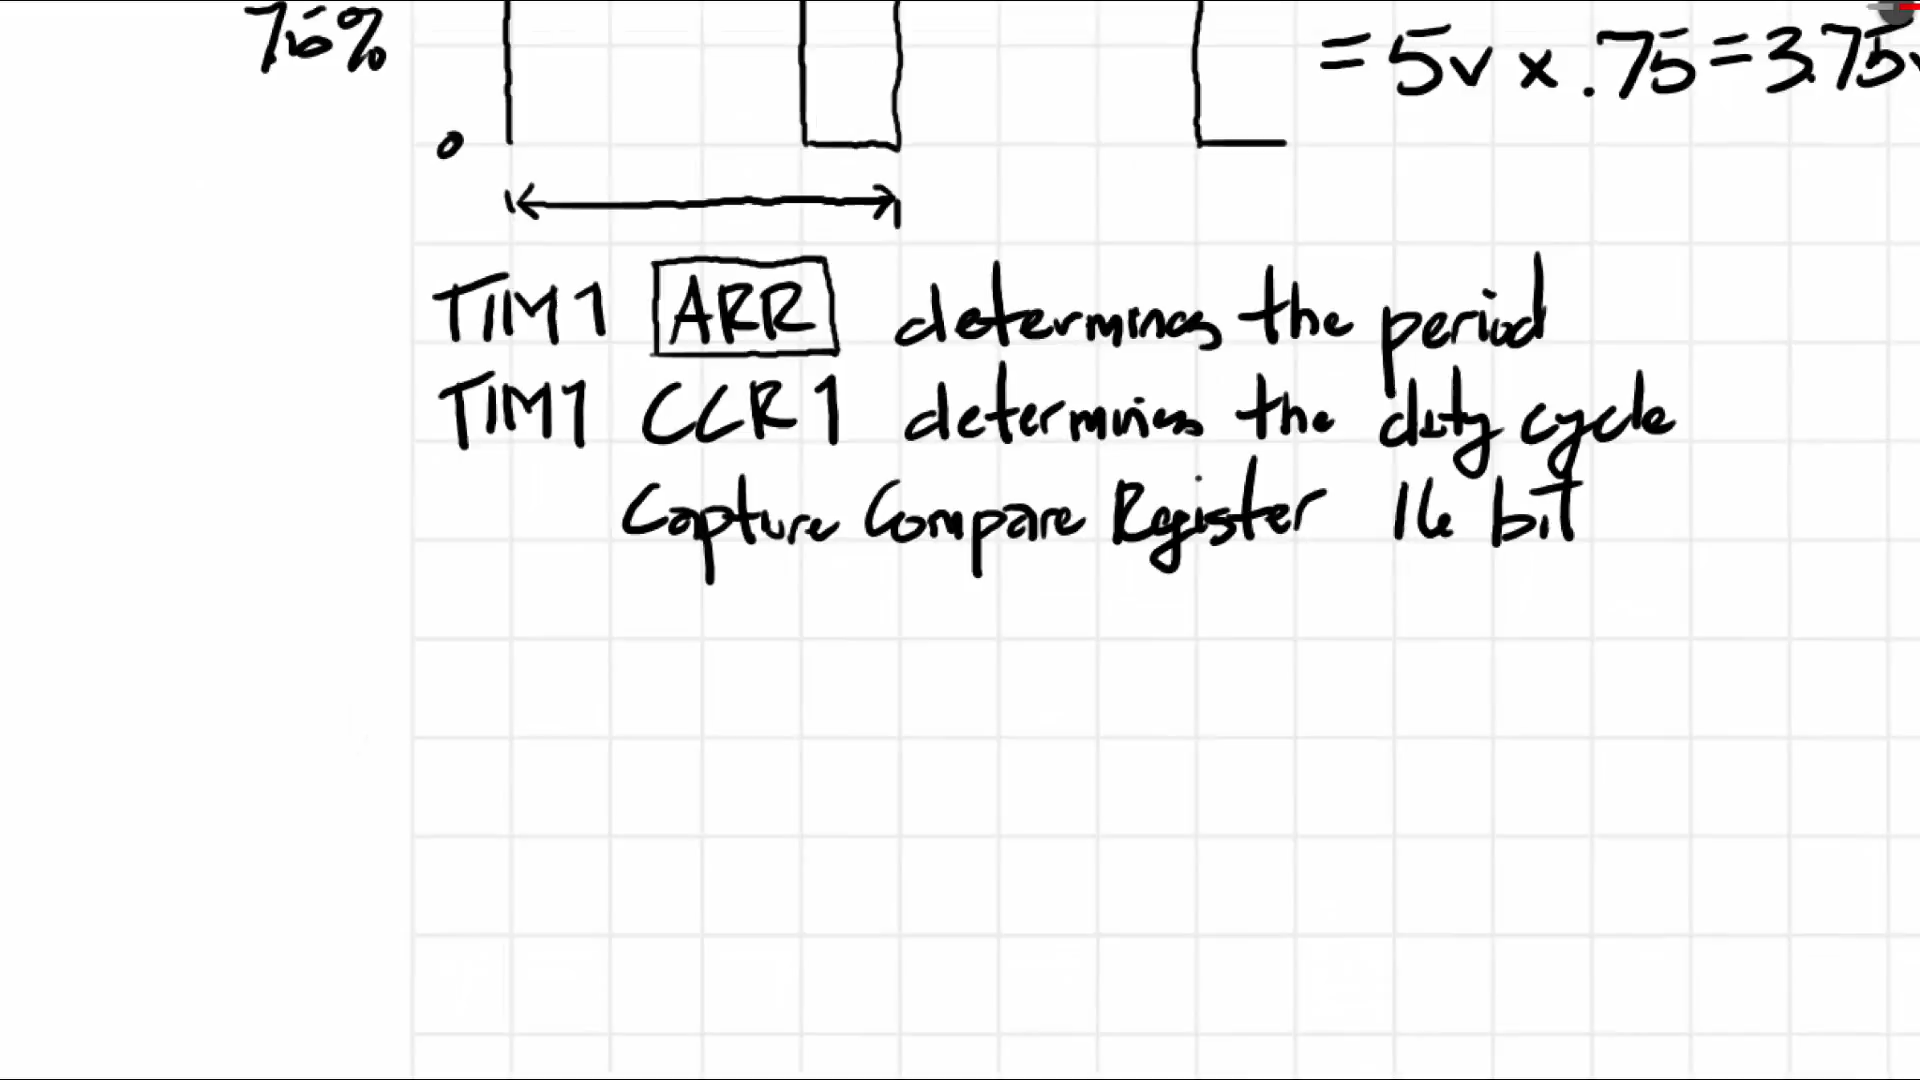 75%
= 5v x .75 = 3.75v
0
TIM1 ARR determines the period
TIM1 CCR1 determines the duty cycle
Capture Compare Register 16 bit